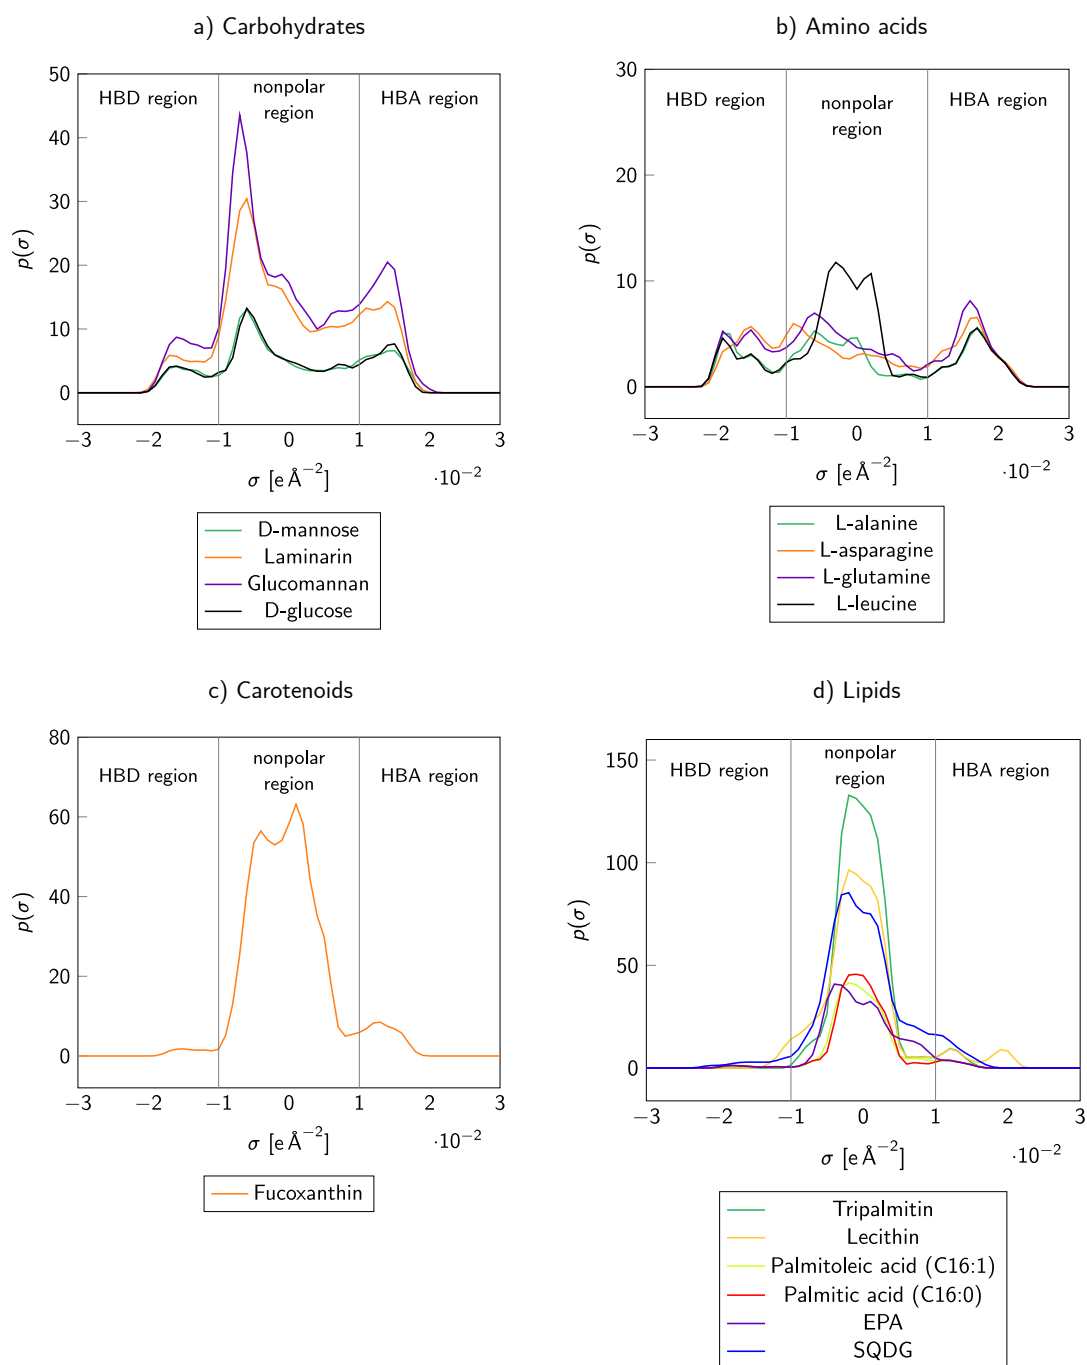 a) Carbohydrates
50
40
30
20
10
0
p(σ)
HBD region
nonpolar
region
HBA region
−3
−2
−1
0
1
2
3
σ [e Å−2]
·10−2
D-mannose
Laminarin
Glucomannan
D-glucose
b) Amino acids
30
20
10
0
p(σ)
HBD region
nonpolar
region
HBA region
−3
−2
−1
0
1
2
3
σ [e Å−2]
·10−2
L-alanine
L-asparagine
L-glutamine
L-leucine
c) Carotenoids
80
60
40
20
0
p(σ)
HBD region
nonpolar
region
HBA region
−3
−2
−1
0
1
2
3
σ [e Å−2]
·10−2
Fucoxanthin
d) Lipids
150
100
50
0
p(σ)
HBD region
nonpolar
region
HBA region
−3
−2
−1
0
1
2
3
σ [e Å−2]
·10−2
Tripalmitin
Lecithin
Palmitoleic acid (C16:1)
Palmitic acid (C16:0)
EPA
SQDG